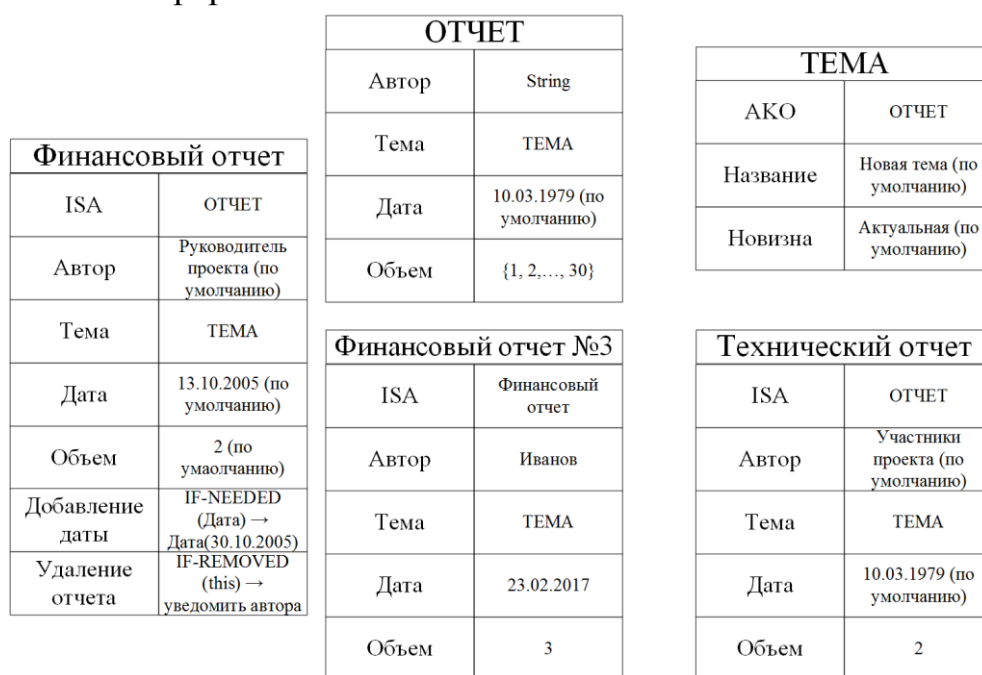 ОТЧЕТ
Автор
String
Тема
ТЕМА
Дата
10.03.1979 (по
умолчанию)
Объем
{1, 2,…, 30}
ТЕМА
AKO
ОТЧЕТ
Название
Новая тема (по
умолчанию)
Новизна
Актуальная (по
умолчанию)
Финансовый отчет
ISA
ОТЧЕТ
Автор
Руководитель
проекта (по
умолчанию)
Тема
ТЕМА
Дата
13.10.2005 (по
умолчанию)
Объем
2 (по
умаолчанию)
Добавление
даты
IF-NEEDED
(Дата) →
Дата(30.10.2005)
Удаление
отчета
IF-REMOVED
(this) →
уведомить автора
Финансовый отчет №3
ISA
Финансовый
отчет
Автор
Иванов
Тема
ТЕМА
Дата
23.02.2017
Объем
3
Технический отчет
ISA
ОТЧЕТ
Автор
Участники
проекта (по
умолчанию)
Тема
ТЕМА
Дата
10.03.1979 (по
умолчанию)
Объем
2